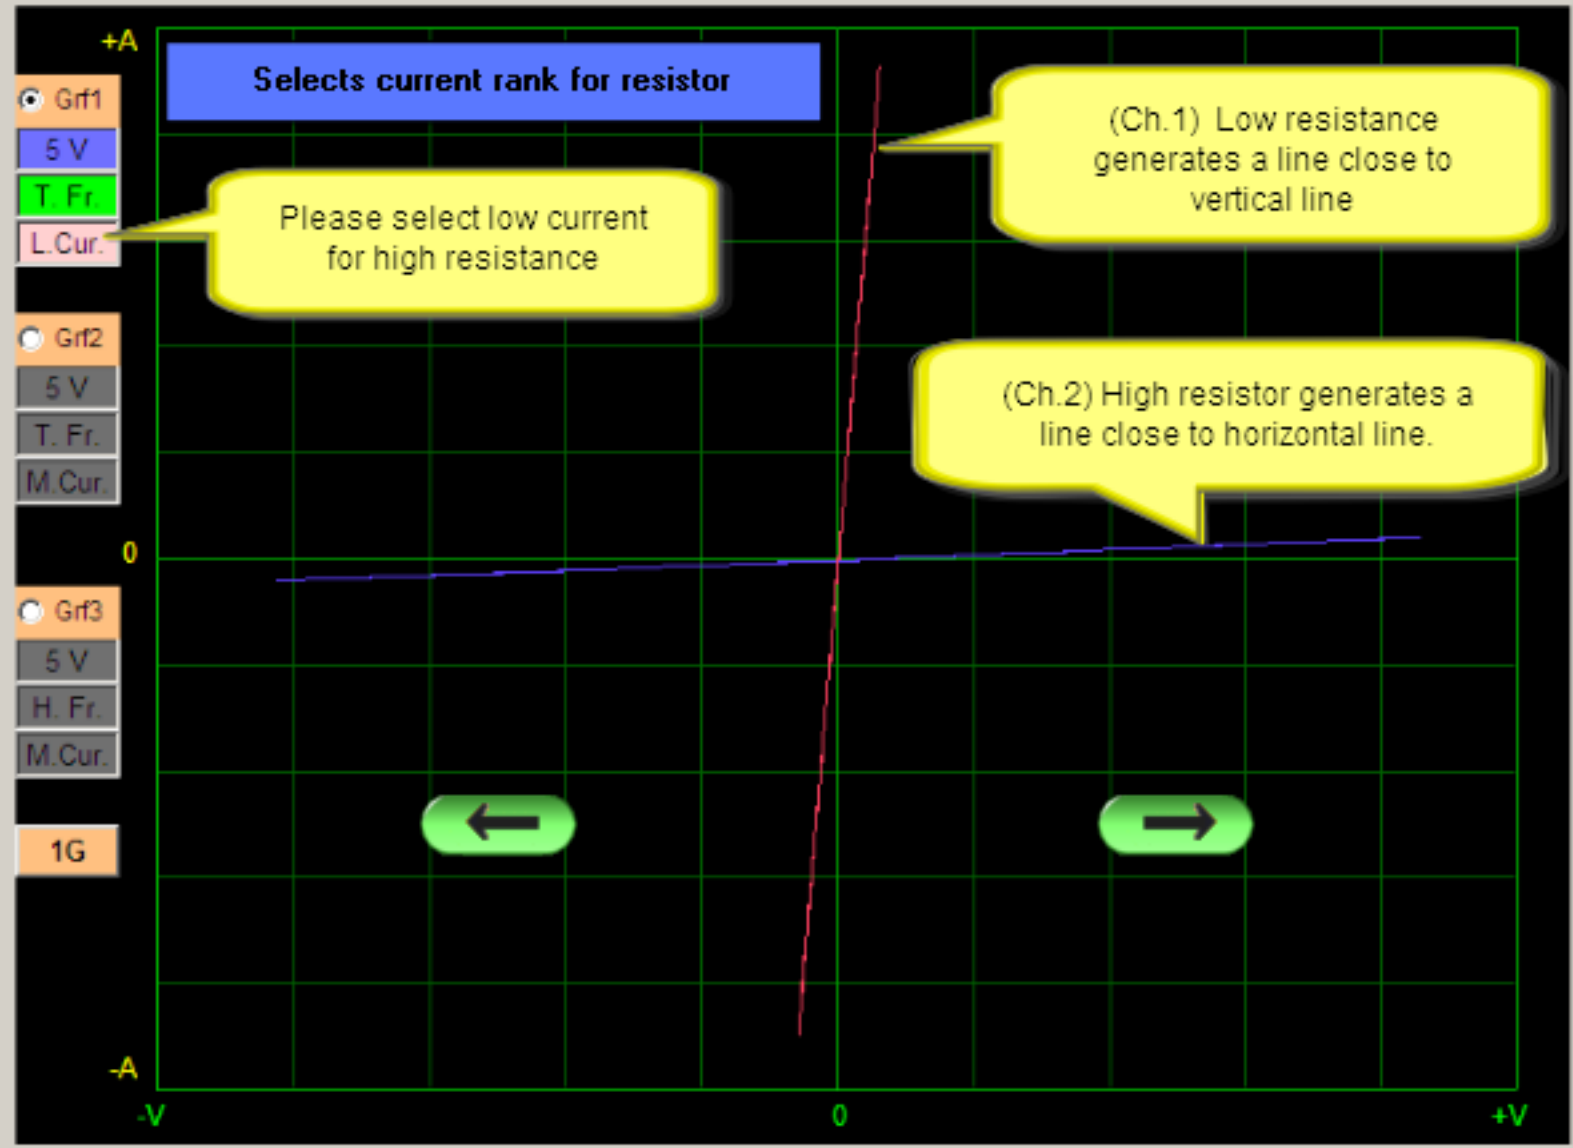 +A
Selects current rank for resistor
Grf1
5 V
T. Fr.
L.Cur.
Please select low current
for high resistance
(Ch.1) Low resistance
generates a line close to
vertical line
Grf2
5 V
T. Fr.
M.Cur.
(Ch.2) High resistor generates a
line close to horizontal line.
0
Grf3
5 V
H. Fr.
M.Cur.
1G
-A
-V
0
+V